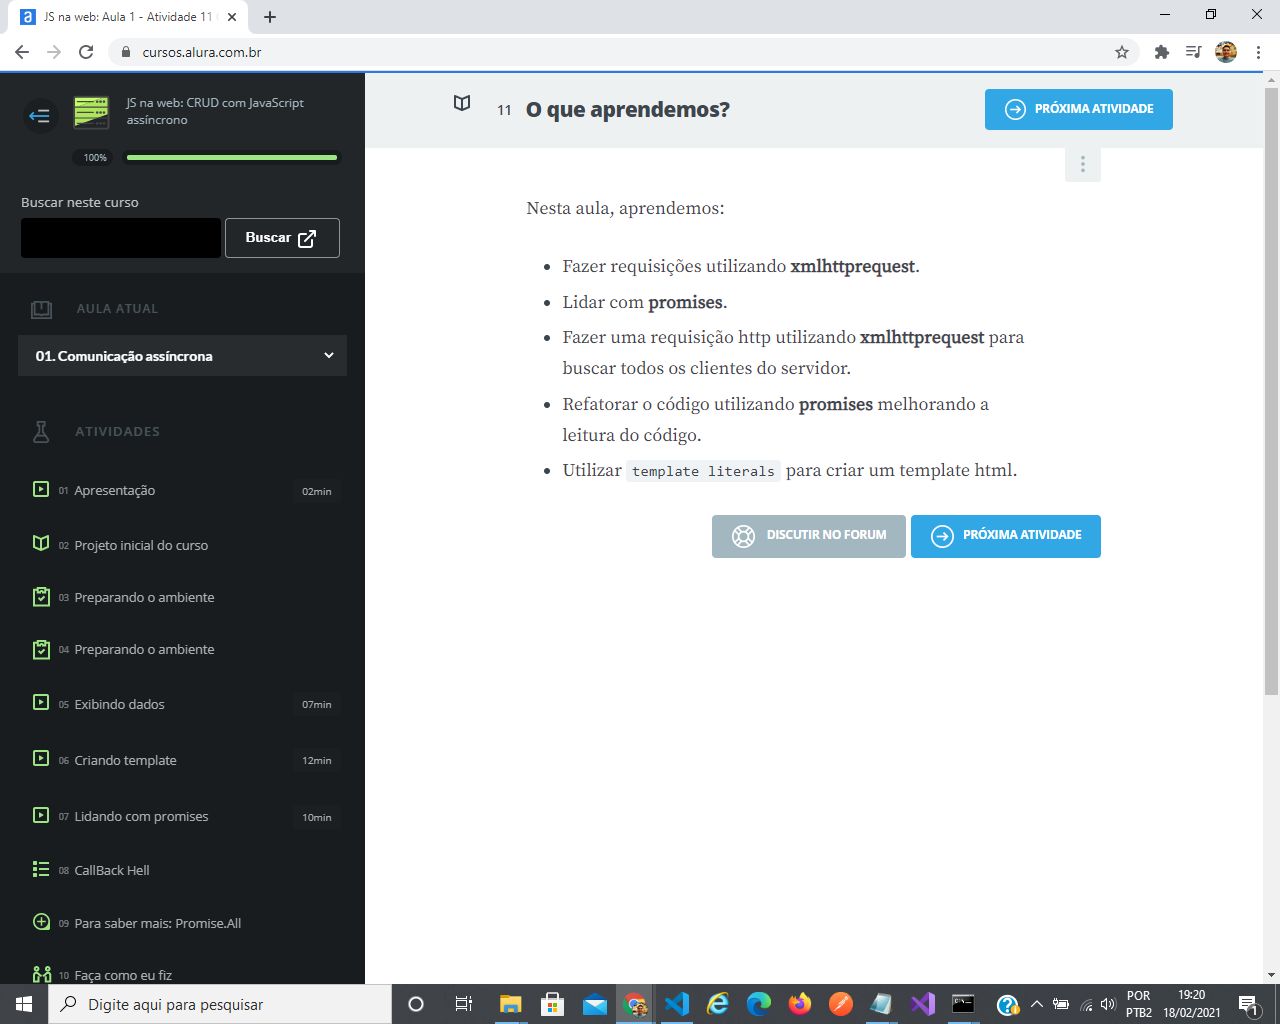 JS na web: Aula 1 - Atividade 11
cursos.alura.com.br
JS na web: CRUD com JavaScript
assíncrono
100%
Buscar neste curso
Buscar
AULA ATUAL
01. Comunicação assíncrona
ATIVIDADES
01 Apresentação 02min
02 Projeto inicial do curso
03 Preparando o ambiente
04 Preparando o ambiente
05 Exibindo dados 07min
06 Criando template 12min
07 Lidando com promises 10min
08 CallBack Hell
09 Para saber mais: Promise.All
10 Faça como eu fiz
11 O que aprendemos?
PRÓXIMA ATIVIDADE
Nesta aula, aprendemos:
Fazer requisições utilizando xmlhttprequest.
Lidar com promises.
Fazer uma requisição http utilizando xmlhttprequest para
buscar todos os clientes do servidor.
Refatorar o código utilizando promises melhorando a
leitura do código.
Utilizar template literals para criar um template html.
DISCUTIR NO FORUM
PRÓXIMA ATIVIDADE
Digite aqui para pesquisar
POR
PTB2
19:20
18/02/2021
1